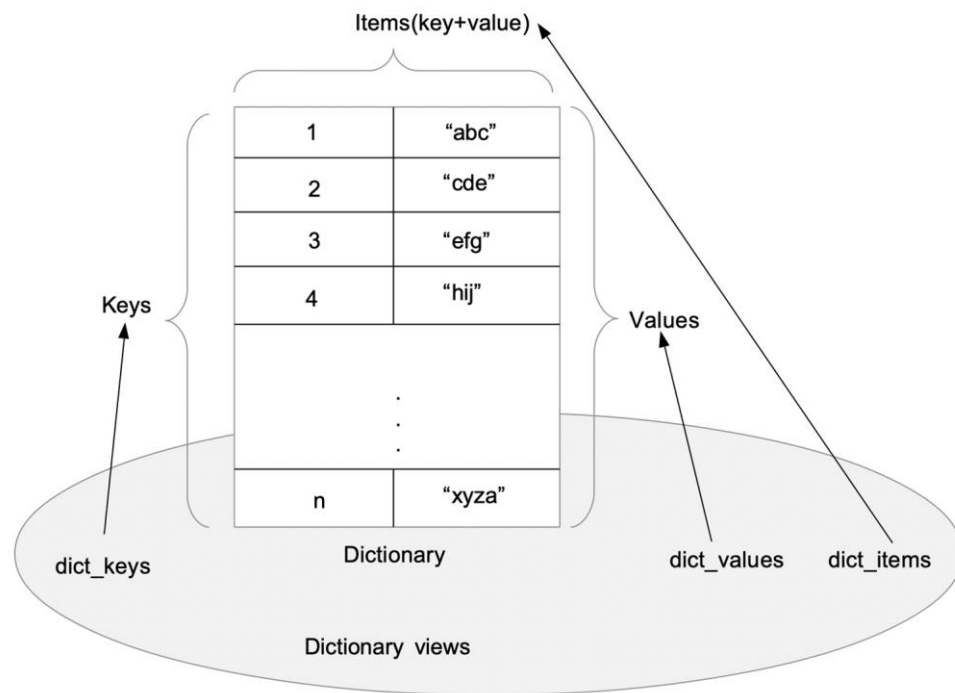 Items(key+value)
1 “abc”
2 “cde”
3 “efg”
4 “hij”
Keys
Values
.
.
.
n “xyza”
dict_keys
Dictionary
dict_values
dict_items
Dictionary views